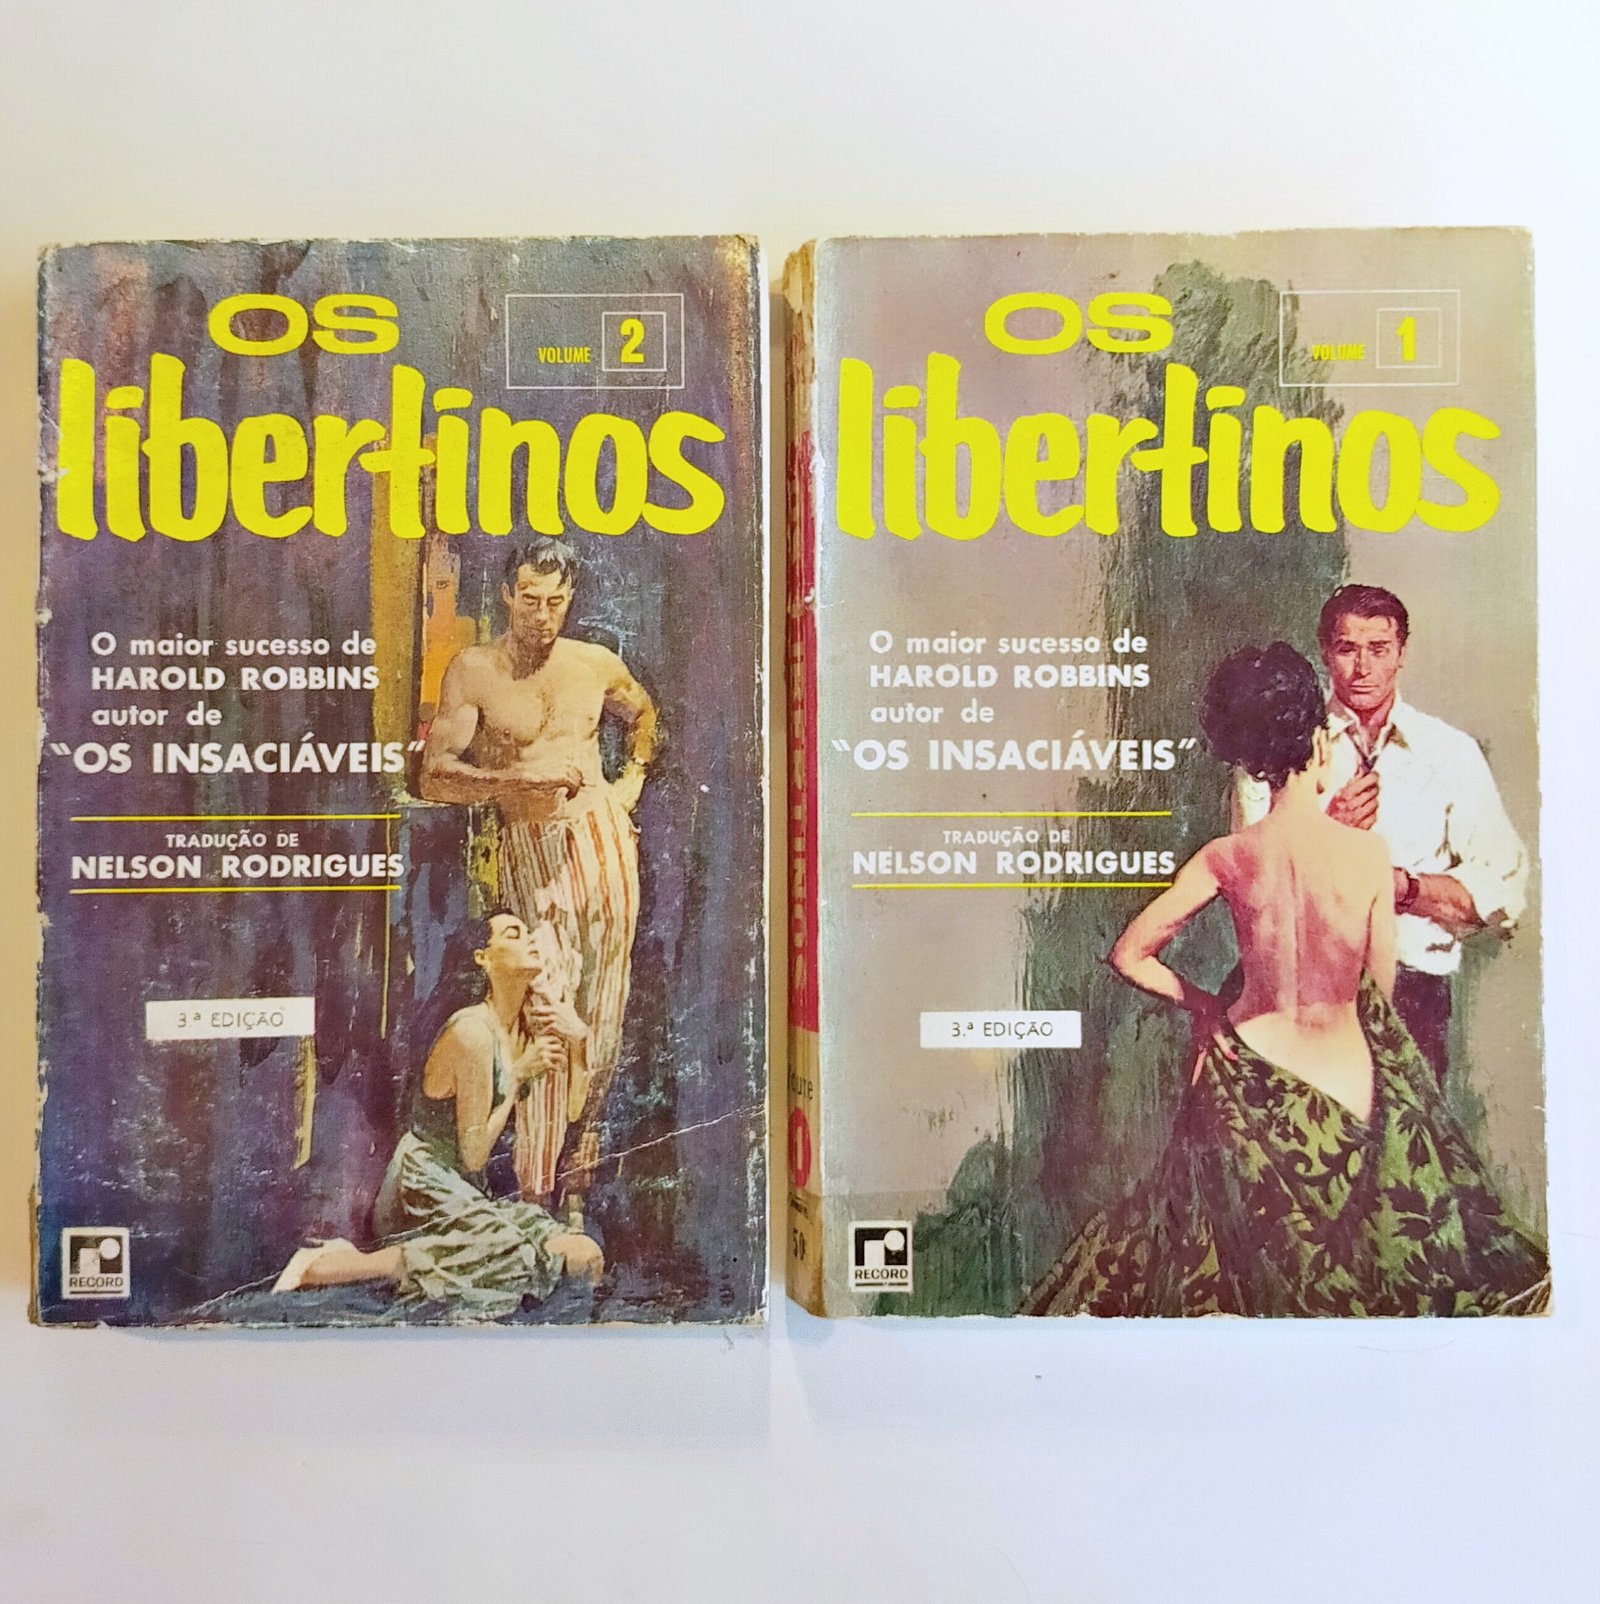 OS
VOLUME 2
libertinos
O maior sucesso de
HAROLD ROBBINS
autor de
"OS INSACIÁVEIS"
TRADUÇÃO DE
NELSON RODRIGUES
3.ª EDIÇÃO
RECORD
OS
VOLUME 1
libertinos
O maior sucesso de
HAROLD ROBBINS
autor de
"OS INSACIÁVEIS"
TRADUÇÃO DE
NELSON RODRIGUES
3.ª EDIÇÃO
RECORD